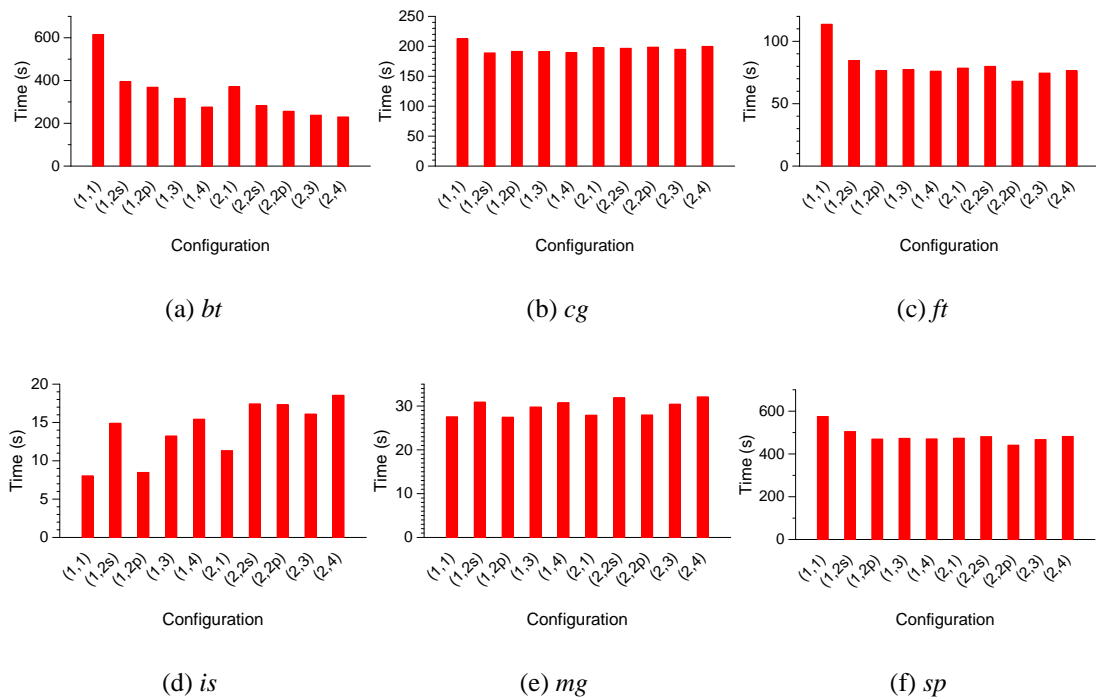 Time (s)
600
400
200
0
(1,1) (1,2s) (1,2p) (1,3) (1,4) (2,1) (2,2s) (2,2p) (2,3) (2,4)
Configuration
(a) bt
Time (s)
250
200
150
100
50
0
(1,1) (1,2s) (1,2p) (1,3) (1,4) (2,1) (2,2s) (2,2p) (2,3) (2,4)
Configuration
(b) cg
Time (s)
100
50
0
(1,1) (1,2s) (1,2p) (1,3) (1,4) (2,1) (2,2s) (2,2p) (2,3) (2,4)
Configuration
(c) ft
Time (s)
20
15
10
5
0
(1,1) (1,2s) (1,2p) (1,3) (1,4) (2,1) (2,2s) (2,2p) (2,3) (2,4)
Configuration
(d) is
Time (s)
30
20
10
0
(1,1) (1,2s) (1,2p) (1,3) (1,4) (2,1) (2,2s) (2,2p) (2,3) (2,4)
Configuration
(e) mg
Time (s)
600
400
200
0
(1,1) (1,2s) (1,2p) (1,3) (1,4) (2,1) (2,2s) (2,2p) (2,3) (2,4)
Configuration
(f) sp